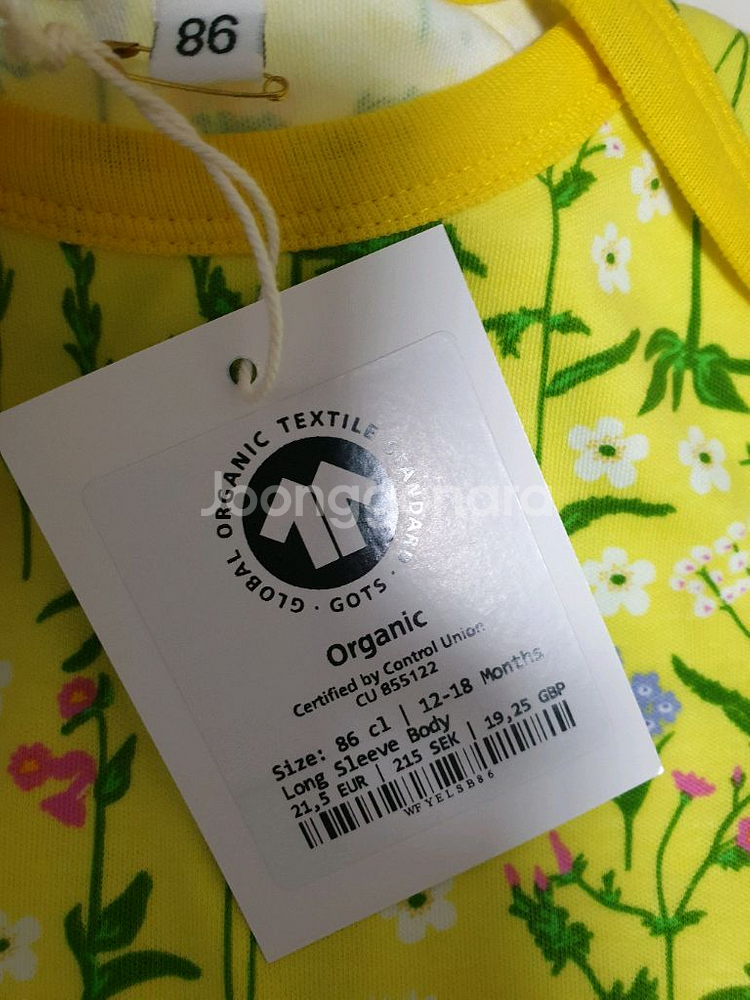 86
GLOBAL ORGANIC TEXTILE STANDARD · GOTS ·
Joonggonara
Organic
Certified by Control Union
CU 855122
Size: 86 cl | 12-18 Months
Long Sleeve Body
21,5 EUR | 215 SEK | 19,25 GBP
WFYELSB86